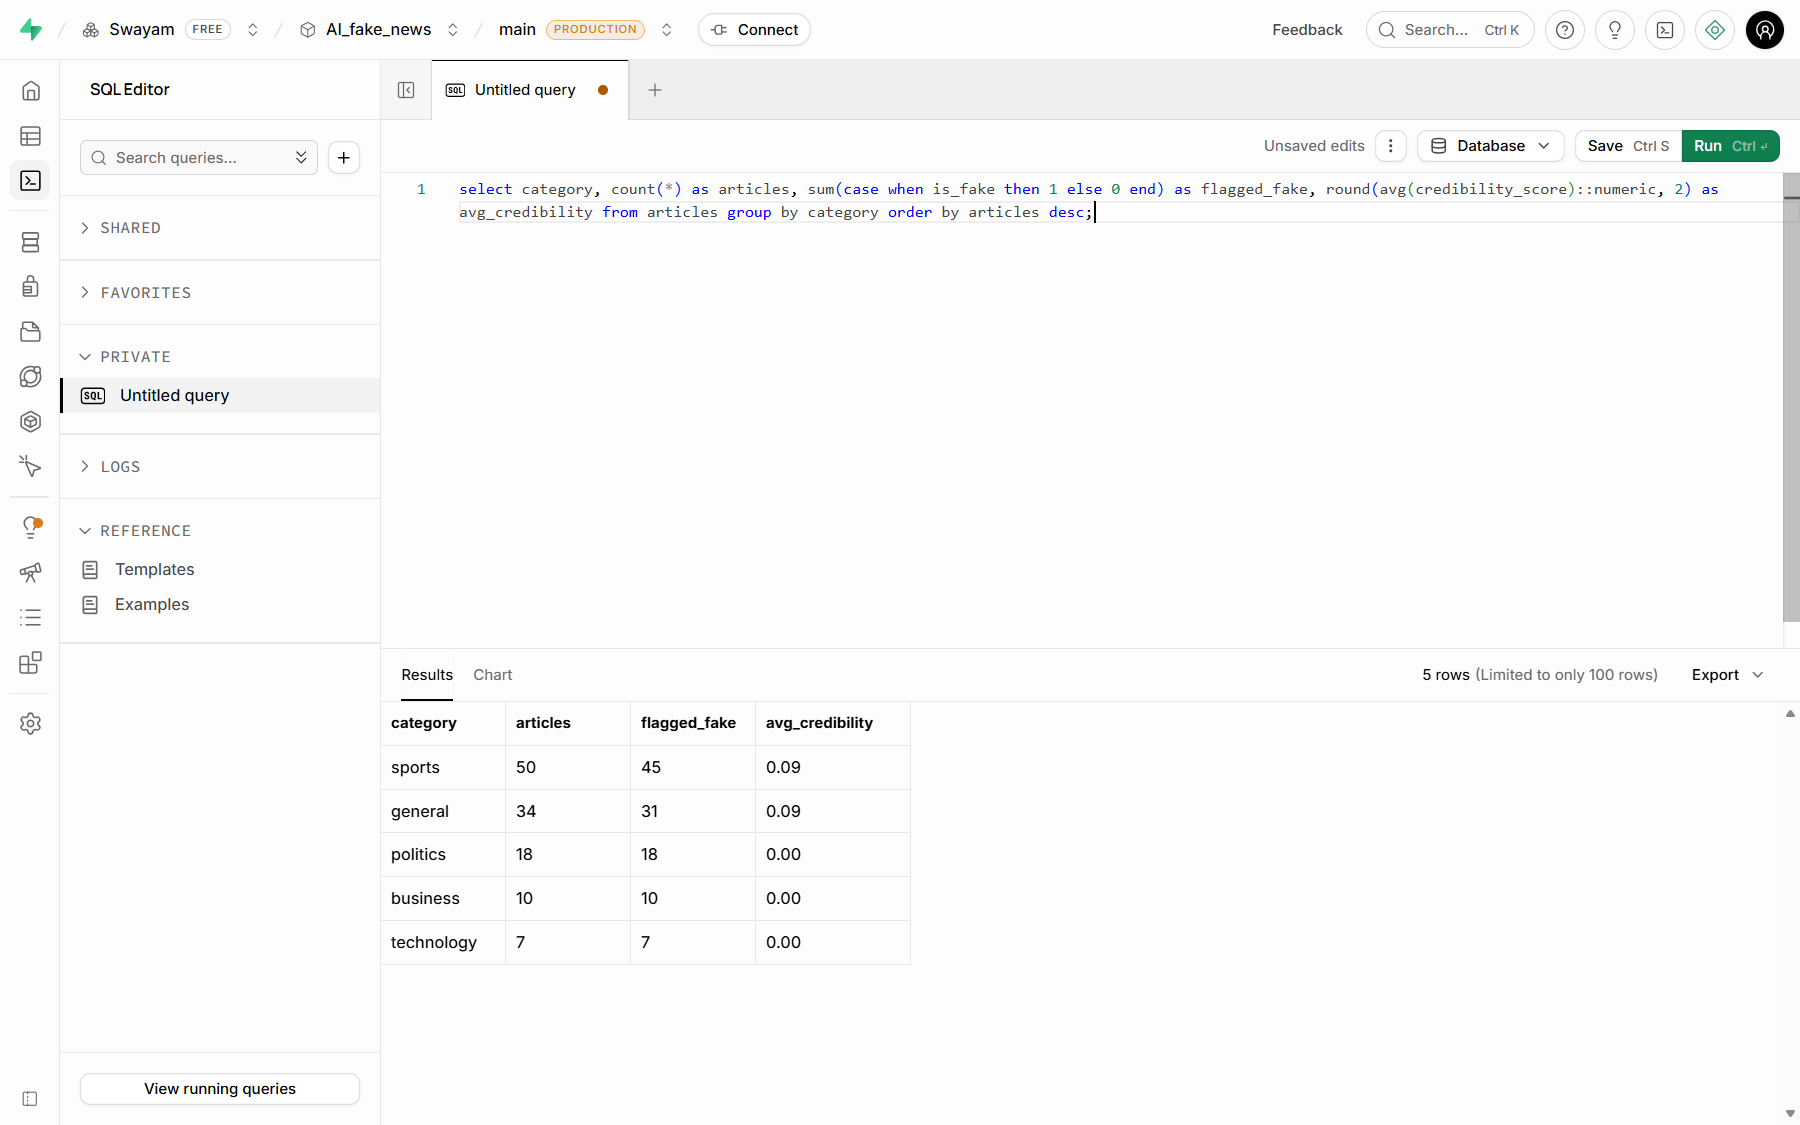 Swayam FREE AI_fake_news main PRODUCTION Connect Feedback Search... Ctrl K
SQL Editor
SQL Untitled query
Search queries...
Unsaved edits Database Save Ctrl S Run Ctrl ↵
1 select category, count(*) as articles, sum(case when is_fake then 1 else 0 end) as flagged_fake, round(avg(credibility_score)::numeric, 2) as
avg_credibility from articles group by category order by articles desc;
SHARED
FAVORITES
PRIVATE
SQL Untitled query
LOGS
REFERENCE
Templates
Examples
View running queries
Results Chart 5 rows (Limited to only 100 rows) Export
category articles flagged_fake avg_credibility
sports 50 45 0.09
general 34 31 0.09
politics 18 18 0.00
business 10 10 0.00
technology 7 7 0.00